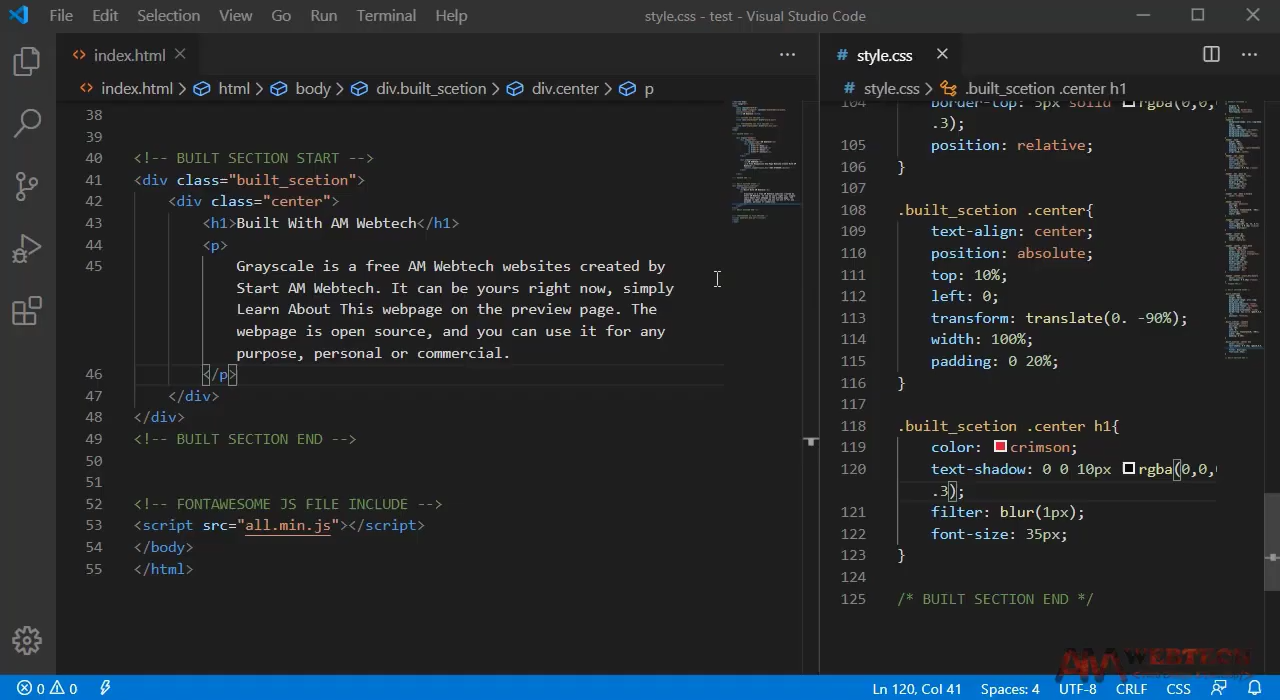 File Edit Selection View Go Run Terminal Help
style.css - test - Visual Studio Code
index.html
style.css
index.html > html > body > div.built_scetion > div.center > p
style.css > .built_scetion .center h1
38
39
40 <!-- BUILT SECTION START -->
41 <div class="built_scetion">
42 <div class="center">
43 <h1>Built With AM Webtech</h1>
44 <p>
45 Grayscale is a free AM Webtech websites created by
Start AM Webtech. It can be yours right now, simply
Learn About This webpage on the preview page. The
webpage is open source, and you can use it for any
purpose, personal or commercial.
46 </p>
47 </div>
48 </div>
49 <!-- BUILT SECTION END -->
50
51
52 <!-- FONTAWESOME JS FILE INCLUDE -->
53 <script src="all.min.js"></script>
54 </body>
55 </html>
104 border-top: 5px solid rgba(0,0,
.3);
105 position: relative;
106 }
107
108 .built_scetion .center{
109 text-align: center;
110 position: absolute;
111 top: 10%;
112 left: 0;
113 transform: translate(0. -90%);
114 width: 100%;
115 padding: 0 20%;
116 }
117
118 .built_scetion .center h1{
119 color: crimson;
120 text-shadow: 0 0 10px rgba(0,0,
.3);
121 filter: blur(1px);
122 font-size: 35px;
123 }
124
125 /* BUILT SECTION END */
AM WEBTECH
0 0
Ln 120, Col 41 Spaces: 4 UTF-8 CRLF CSS